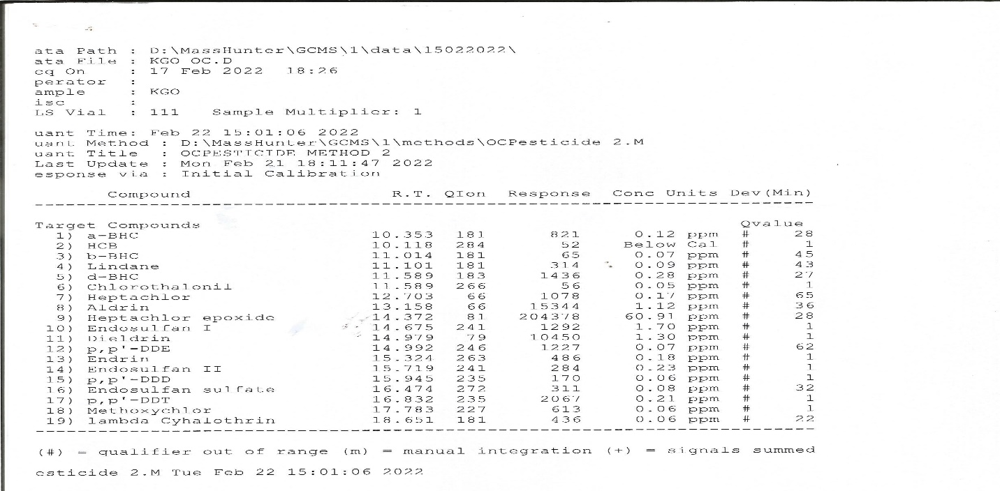 ata Path : D:\MassHunter\GCMS\1\data\15022022\
ata File : KGO OC.D
cq On : 17 Feb 2022 18:26
perator :
ample : KGO
isc :
LS Vial : 111 Sample Multiplier: 1
uant Time: Feb 22 15:01:06 2022
uant Method : D:\MassHunter\GCMS\1\methods\OCPesticide 2.M
uant Title : OCPESTICIDE METHOD 2
Last Update : Mon Feb 21 18:11:47 2022
esponse via : Initial Calibration
Compound R.T. QIon Response Conc Units Dev(Min)
Target Compounds Qvalue
1) a-BHC 10.353 181 821 0.12 ppm # 28
2) HCB 10.118 284 52 Below Cal # 1
3) b-BHC 11.014 181 65 0.07 ppm # 45
4) Lindane 11.101 181 314 0.09 ppm # 43
5) d-BHC 11.589 183 1436 0.28 ppm # 27
6) Chlorothalonil 11.589 266 56 0.05 ppm # 1
7) Heptachlor 12.703 66 1078 0.17 ppm # 65
8) Aldrin 13.158 66 15344 1.12 ppm # 36
9) Heptachlor epoxide 14.372 81 204378 60.91 ppm # 28
10) Endosulfan I 14.675 241 1292 1.70 ppm # 1
11) Dieldrin 14.979 79 10450 1.30 ppm # 1
12) p,p'-DDE 14.992 246 1227 0.07 ppm # 62
13) Endrin 15.324 263 486 0.18 ppm # 1
14) Endosulfan II 15.719 241 284 0.23 ppm # 1
15) p,p'-DDD 15.945 235 170 0.06 ppm # 1
16) Endosulfan sulfate 16.474 272 311 0.08 ppm # 32
17) p,p'-DDT 16.832 235 2067 0.21 ppm # 1
18) Methoxychlor 17.783 227 613 0.06 ppm # 1
19) lambda Cyhalothrin 18.651 181 436 0.06 ppm # 22
(#) = qualifier out of range (m) = manual integration (+) = signals summed
esticide 2.M Tue Feb 22 15:01:06 2022